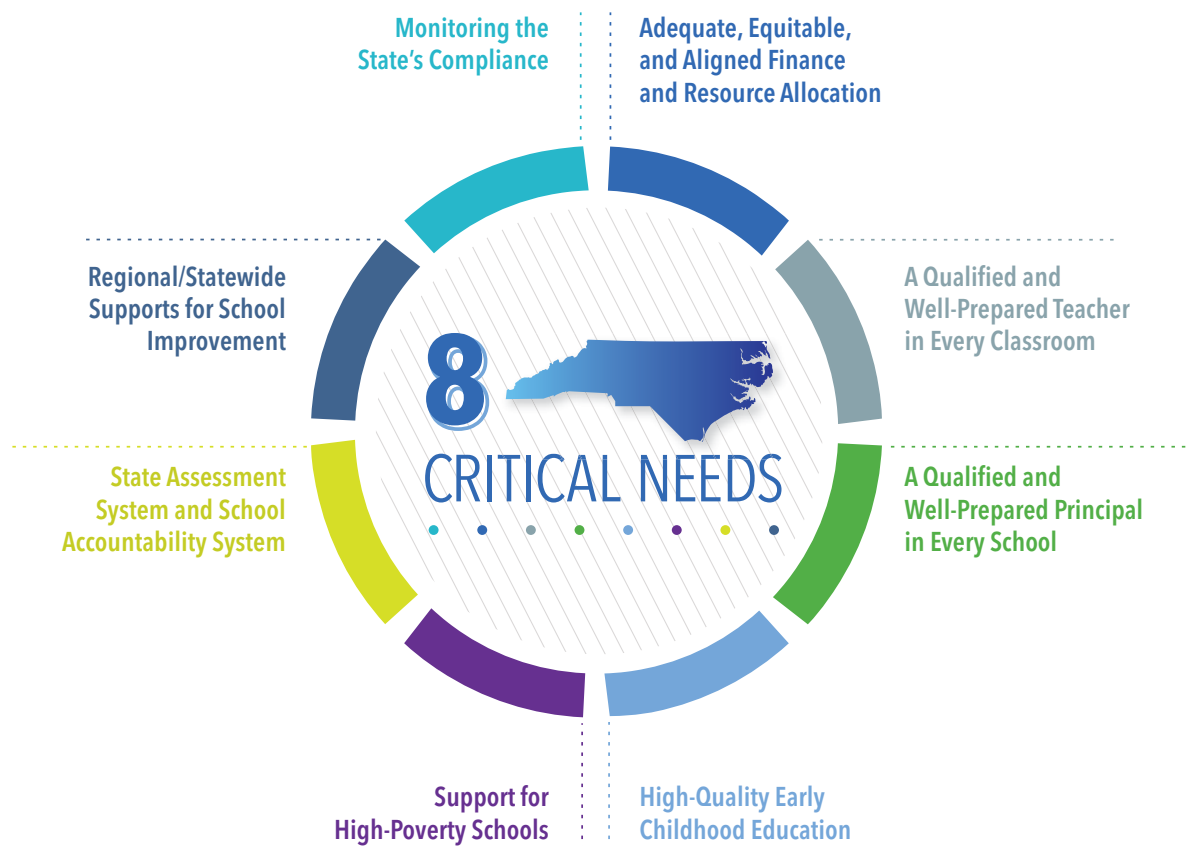 Monitoring the
State's Compliance
Adequate, Equitable,
and Aligned Finance
and Resource Allocation
Regional/Statewide
Supports for School
Improvement
A Qualified and
Well-Prepared Teacher
in Every Classroom
8
CRITICAL NEEDS
State Assessment
System and School
Accountability System
A Qualified and
Well-Prepared Principal
in Every School
Support for
High-Poverty Schools
High-Quality Early
Childhood Education